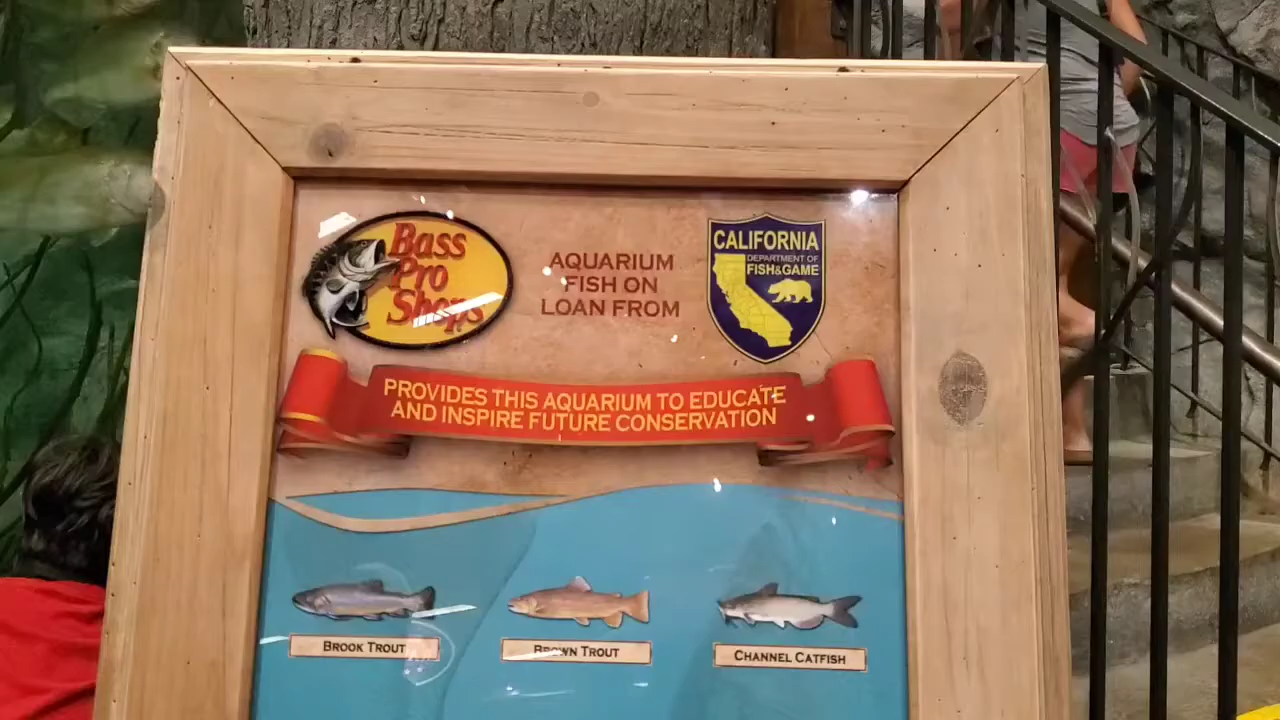 Bass
Pro
Shops
AQUARIUM
FISH ON
LOAN FROM
CALIFORNIA
DEPARTMENT OF
FISH&GAME
PROVIDES THIS AQUARIUM TO EDUCATE
AND INSPIRE FUTURE CONSERVATION
BROOK TROUT
BROWN TROUT
CHANNEL CATFISH